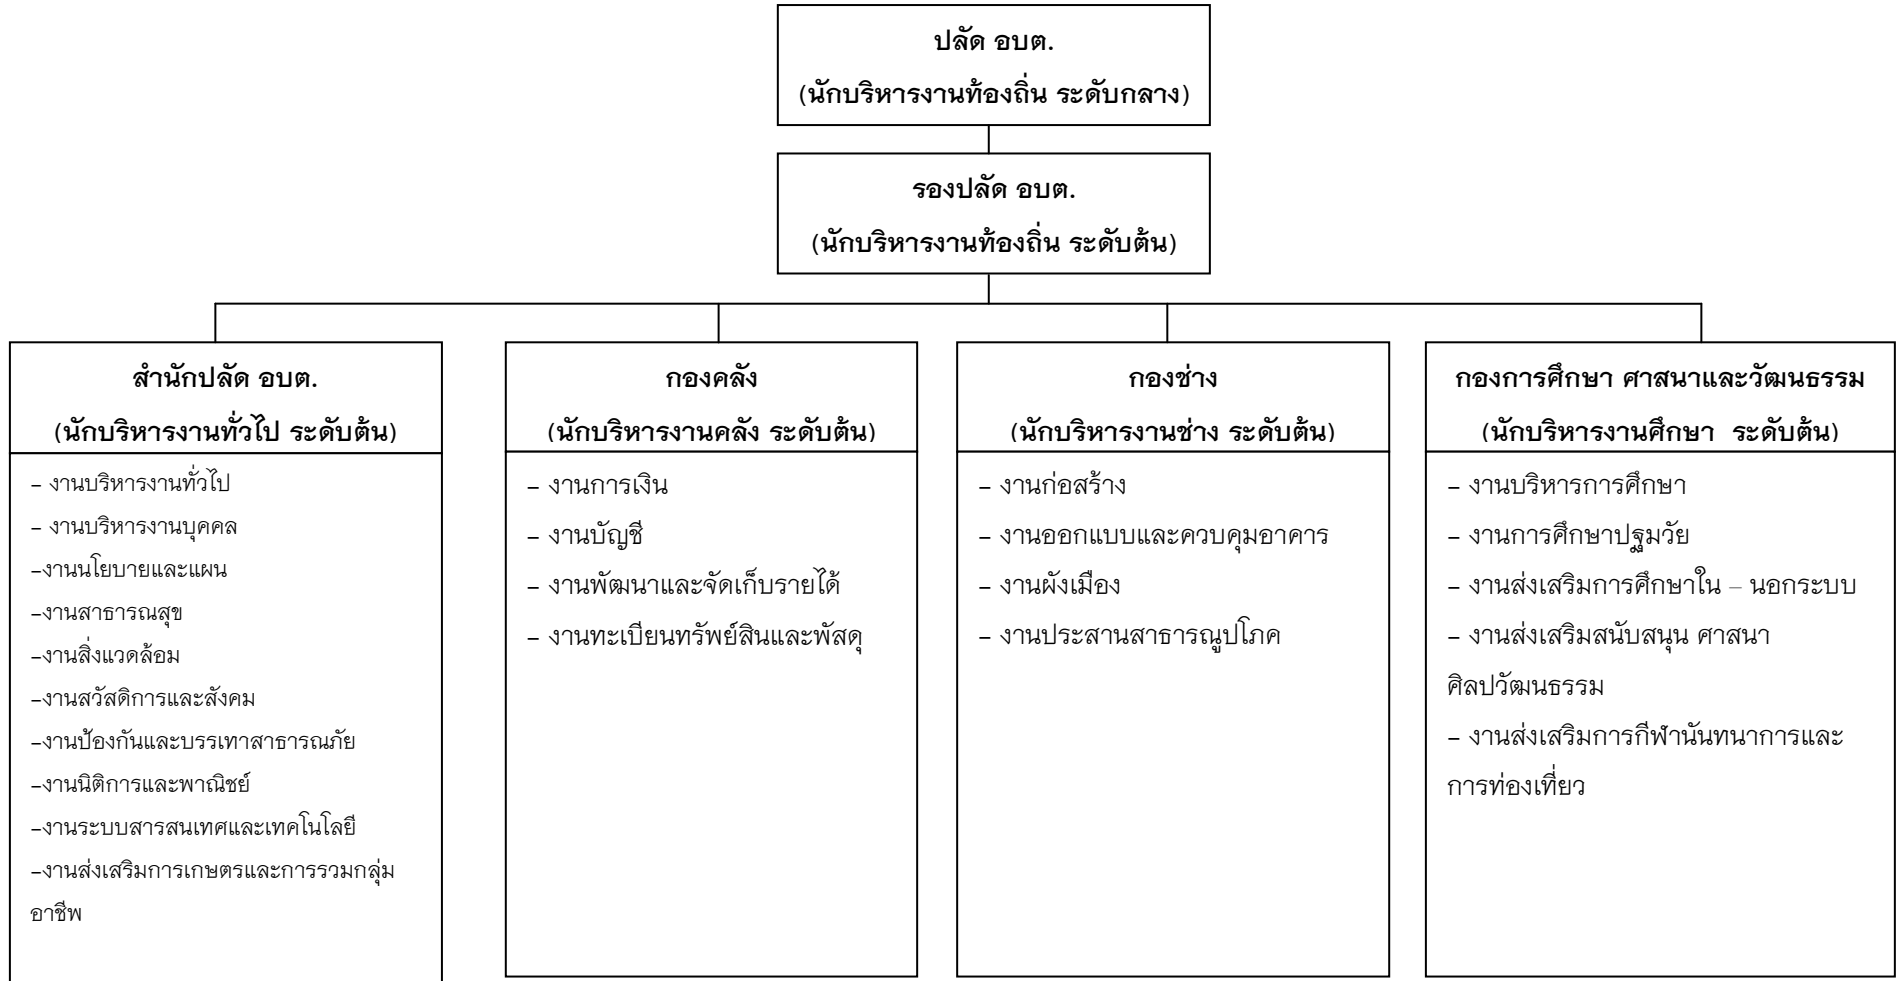 ปลัด อบต.
(นักบริหารงานท้องถิ่น ระดับกลาง)
รองปลัด อบต.
(นักบริหารงานท้องถิ่น ระดับต้น)
สำนักปลัด อบต.
(นักบริหารงานทั่วไป ระดับต้น)
- งานบริหารงานทั่วไป
- งานบริหารงานบุคคล
-งานนโยบายและแผน
-งานสาธารณสุข
-งานสิ่งแวดล้อม
-งานสวัสดิการและสังคม
-งานป้องกันและบรรเทาสาธารณภัย
-งานนิติการและพาณิชย์
-งานระบบสารสนเทศและเทคโนโลยี
-งานส่งเสริมการเกษตรและการรวมกลุ่ม
อาชีพ
กองคลัง
(นักบริหารงานคลัง ระดับต้น)
- งานการเงิน
- งานบัญชี
- งานพัฒนาและจัดเก็บรายได้
- งานทะเบียนทรัพย์สินและพัสดุ
กองช่าง
(นักบริหารงานช่าง ระดับต้น)
- งานก่อสร้าง
- งานออกแบบและควบคุมอาคาร
- งานผังเมือง
- งานประสานสาธารณูปโภค
กองการศึกษา ศาสนาและวัฒนธรรม
(นักบริหารงานศึกษา ระดับต้น)
- งานบริหารการศึกษา
- งานการศึกษาปฐมวัย
- งานส่งเสริมการศึกษาใน – นอกระบบ
- งานส่งเสริมสนับสนุน ศาสนา
ศิลปวัฒนธรรม
- งานส่งเสริมการกีฬานันทนาการและ
การท่องเที่ยว